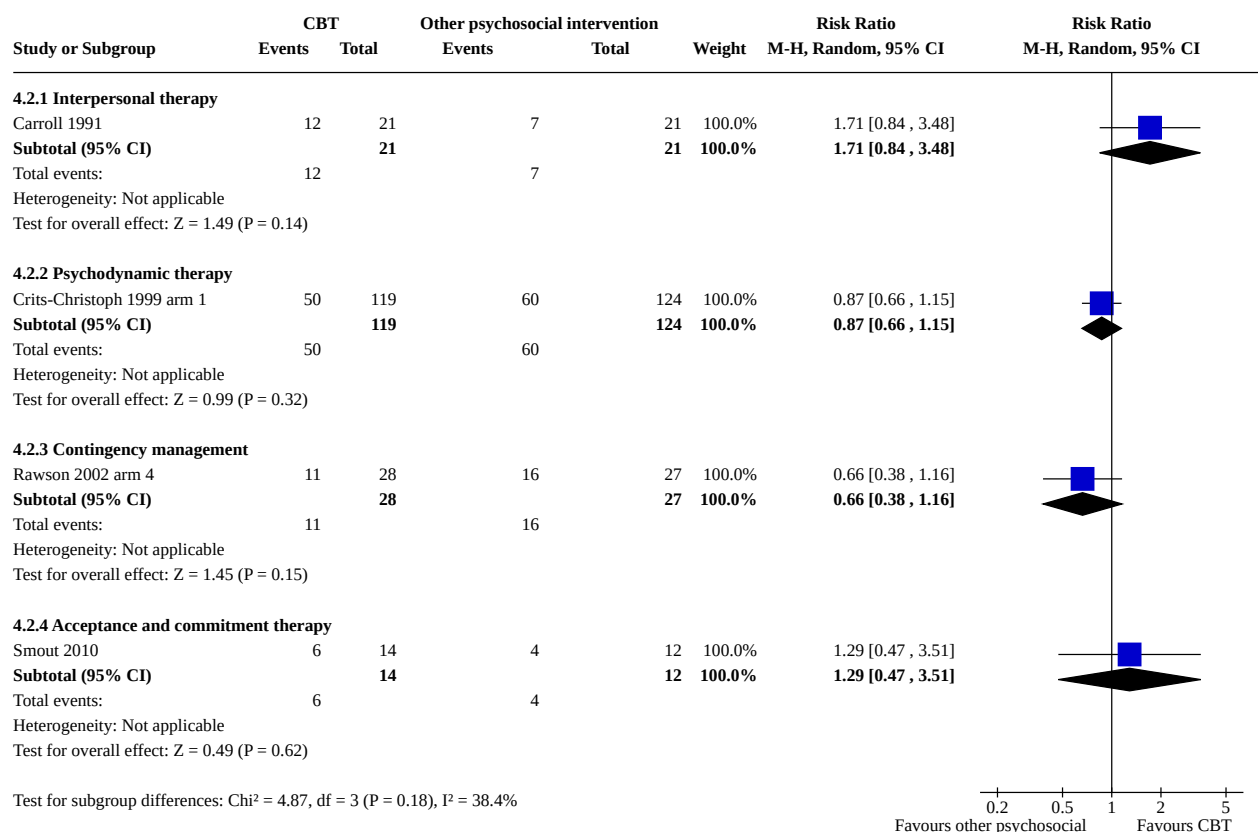 CBT Other psychosocial intervention Risk Ratio Risk Ratio
Study or Subgroup Events Total Events Total Weight M-H, Random, 95% CI M-H, Random, 95% CI
4.2.1 Interpersonal therapy
Carroll 1991 12 21 7 21 100.0% 1.71 [0.84 , 3.48]
Subtotal (95% CI) 21 21 100.0% 1.71 [0.84 , 3.48]
Total events: 12 7
Heterogeneity: Not applicable
Test for overall effect: Z = 1.49 (P = 0.14)
4.2.2 Psychodynamic therapy
Crits-Christoph 1999 arm 1 50 119 60 124 100.0% 0.87 [0.66 , 1.15]
Subtotal (95% CI) 119 124 100.0% 0.87 [0.66 , 1.15]
Total events: 50 60
Heterogeneity: Not applicable
Test for overall effect: Z = 0.99 (P = 0.32)
4.2.3 Contingency management
Rawson 2002 arm 4 11 28 16 27 100.0% 0.66 [0.38 , 1.16]
Subtotal (95% CI) 28 27 100.0% 0.66 [0.38 , 1.16]
Total events: 11 16
Heterogeneity: Not applicable
Test for overall effect: Z = 1.45 (P = 0.15)
4.2.4 Acceptance and commitment therapy
Smout 2010 6 14 4 12 100.0% 1.29 [0.47 , 3.51]
Subtotal (95% CI) 14 12 100.0% 1.29 [0.47 , 3.51]
Total events: 6 4
Heterogeneity: Not applicable
Test for overall effect: Z = 0.49 (P = 0.62)
Test for subgroup differences: Chi² = 4.87, df = 3 (P = 0.18), I² = 38.4%
0.2 0.5 1 2 5
Favours other psychosocial Favours CBT